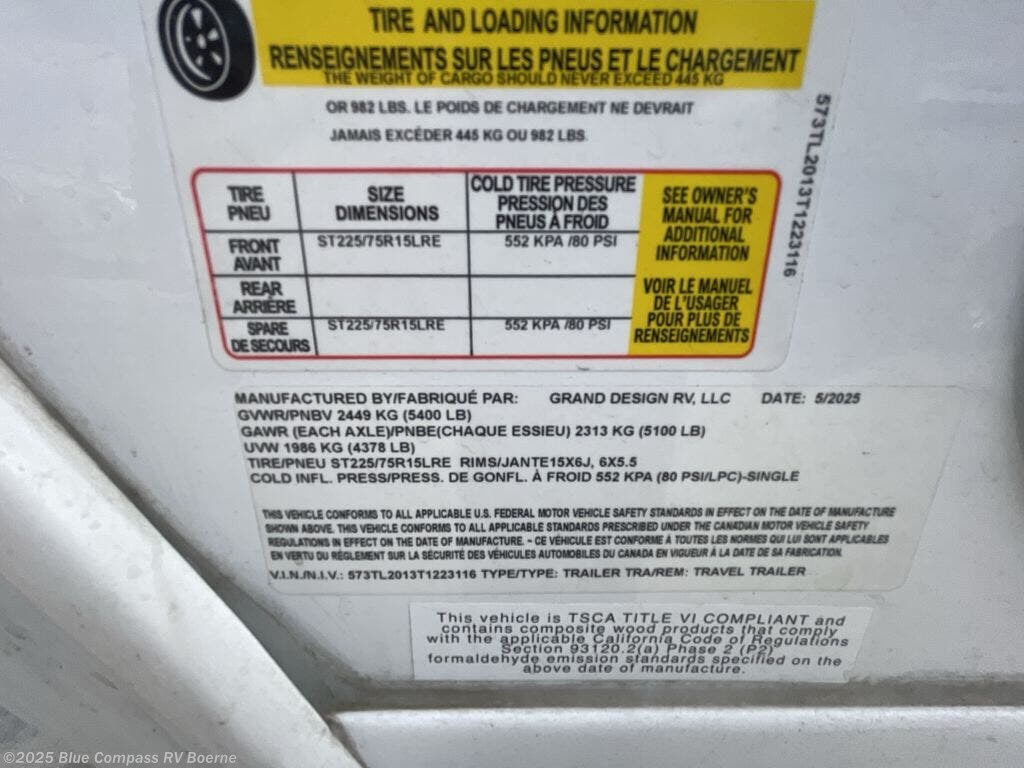 TIRE AND LOADING INFORMATION
RENSEIGNEMENTS SUR LES PNEUS ET LE CHARGEMENT
THE WEIGHT OF CARGO SHOULD NEVER EXCEED 445 KG
OR 982 LBS. LE POIDS DE CHARGEMENT NE DEVRAIT
JAMAIS EXCÉDER 445 KG OU 982 LBS.
573TL2013T1223116
TIRE
PNEU
SIZE
DIMENSIONS
COLD TIRE PRESSURE
PRESSION DES
PNEUS À FROID
FRONT
AVANT
ST225/75R15LRE
552 KPA /80 PSI
REAR
ARRIÈRE
SPARE
DE SECOURS
ST225/75R15LRE
552 KPA /80 PSI
SEE OWNER'S
MANUAL FOR
ADDITIONAL
INFORMATION
VOIR LE MANUEL
DE L'USAGER
POUR PLUS DE
RENSEIGNEMENTS
MANUFACTURED BY/FABRIQUÉ PAR: GRAND DESIGN RV, LLC DATE: 5/2025
GVWR/PNBV 2449 KG (5400 LB)
GAWR (EACH AXLE)/PNBE(CHAQUE ESSIEU) 2313 KG (5100 LB)
UVW 1986 KG (4378 LB)
TIRE/PNEU ST225/75R15LRE RIMS/JANTE15X6J, 6X5.5
COLD INFL. PRESS/PRESS. DE GONFL. À FROID 552 KPA (80 PSI/LPC)-SINGLE
THIS VEHICLE CONFORMS TO ALL APPLICABLE U.S. FEDERAL MOTOR VEHICLE SAFETY STANDARDS IN EFFECT ON THE DATE OF MANUFACTURE
SHOWN ABOVE. THIS VEHICLE CONFORMS TO ALL APPLICABLE STANDARDS PRESCRIBED UNDER THE CANADIAN MOTOR VEHICLE SAFETY
REGULATIONS IN EFFECT ON THE DATE OF MANUFACTURE. - CE VÉHICULE EST CONFORME À TOUTES LES NORMES QUI LUI SONT APPLICABLES
EN VERTU DU RÈGLEMENT SUR LA SÉCURITÉ DES VÉHICULES AUTOMOBILES DU CANADA EN VIGUEUR À LA DATE DE SA FABRICATION.
V.I.N./N.I.V.: 573TL2013T1223116 TYPE/TYPE: TRAILER TRA/REM: TRAVEL TRAILER
This vehicle is TSCA TITLE VI COMPLIANT and
contains composite wood products that comply
with the applicable California Code of Regulations
Section 93120.2(a) Phase 2 (P2)
formaldehyde emission standards specified on the
above date of manufacture.
©2025 Blue Compass RV Boerne